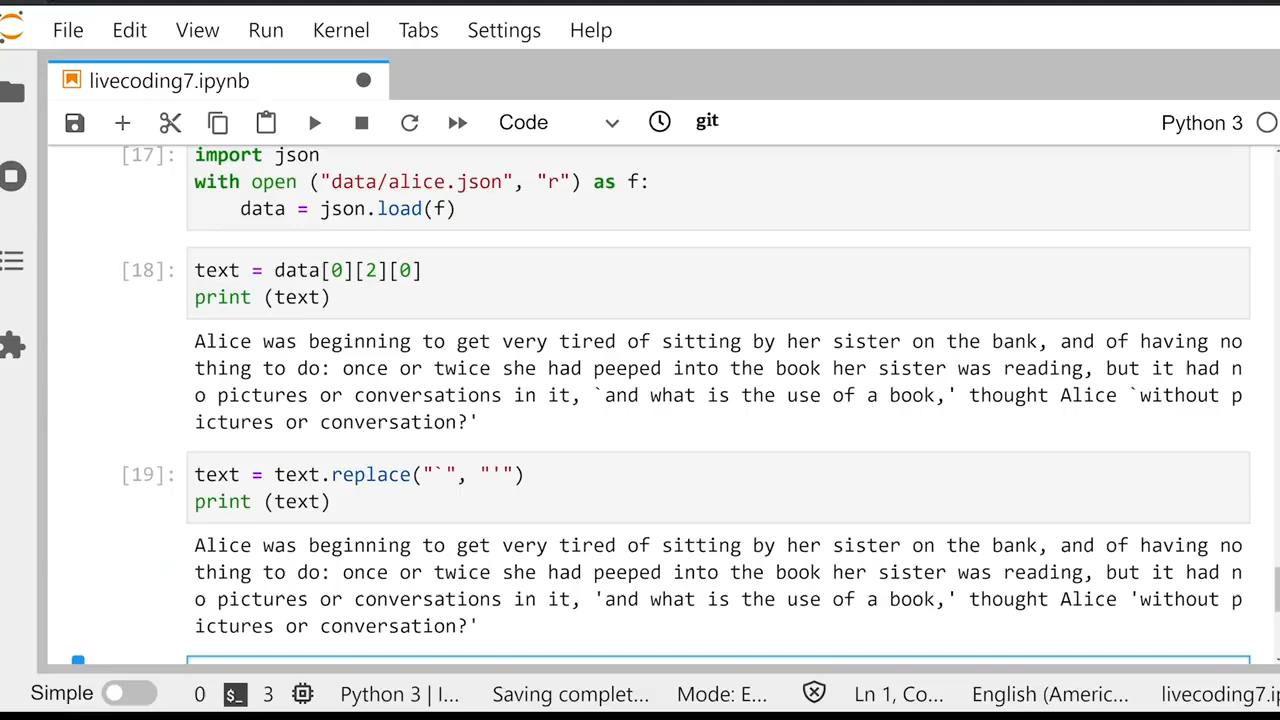 File Edit View Run Kernel Tabs Settings Help
livecoding7.ipynb
Code git Python 3
[17]: import json
with open ("data/alice.json", "r") as f:
data = json.load(f)
[18]: text = data[0][2][0]
print (text)
Alice was beginning to get very tired of sitting by her sister on the bank, and of having no
thing to do: once or twice she had peeped into the book her sister was reading, but it had n
o pictures or conversations in it, `and what is the use of a book,' thought Alice `without p
ictures or conversation?'
[19]: text = text.replace("`", "'")
print (text)
Alice was beginning to get very tired of sitting by her sister on the bank, and of having no
thing to do: once or twice she had peeped into the book her sister was reading, but it had n
o pictures or conversations in it, 'and what is the use of a book,' thought Alice 'without p
ictures or conversation?'
Simple 0 $_ 3 Python 3 | I... Saving complet... Mode: E... Ln 1, Co... English (Americ... livecoding7.ip